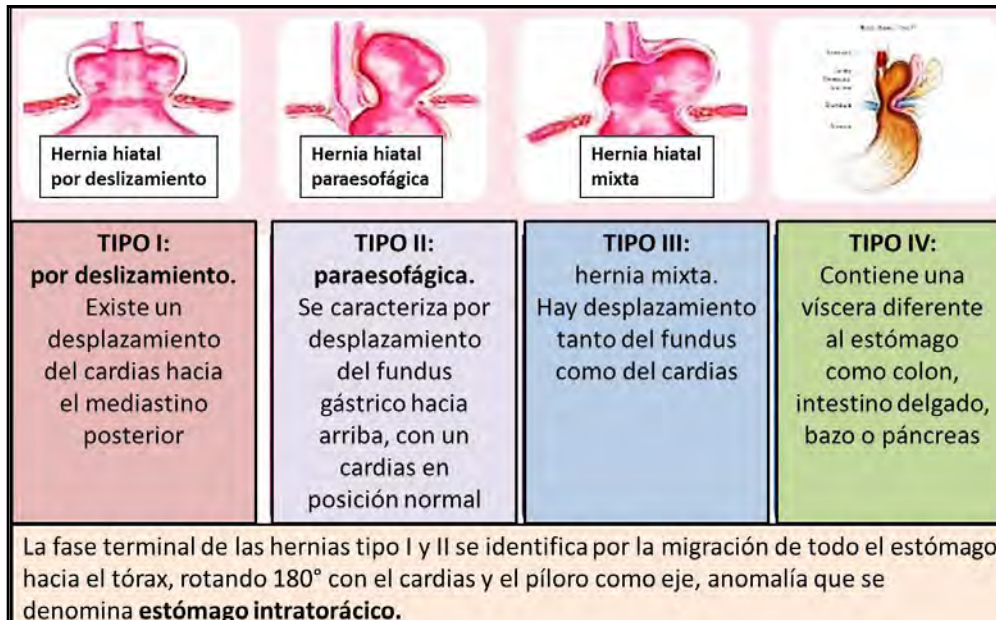 Hernia hiatal
por deslizamiento
Hernia hiatal
paraesofágica
Hernia hiatal
mixta
TIPO I:
por deslizamiento.
Existe un
desplazamiento
del cardias hacia
el mediastino
posterior
TIPO II:
paraesofágica.
Se caracteriza por
desplazamiento
del fundus
gástrico hacia
arriba, con un
cardias en
posición normal
TIPO III:
hernia mixta.
Hay desplazamiento
tanto del fundus
como del cardias
TIPO IV:
Contiene una
víscera diferente
al estómago
como colon,
intestino delgado,
bazo o páncreas
La fase terminal de las hernias tipo I y II se identifica por la migración de todo el estómago
hacia el tórax, rotando 180° con el cardias y el píloro como eje, anomalía que se
denomina estómago intratorácico.